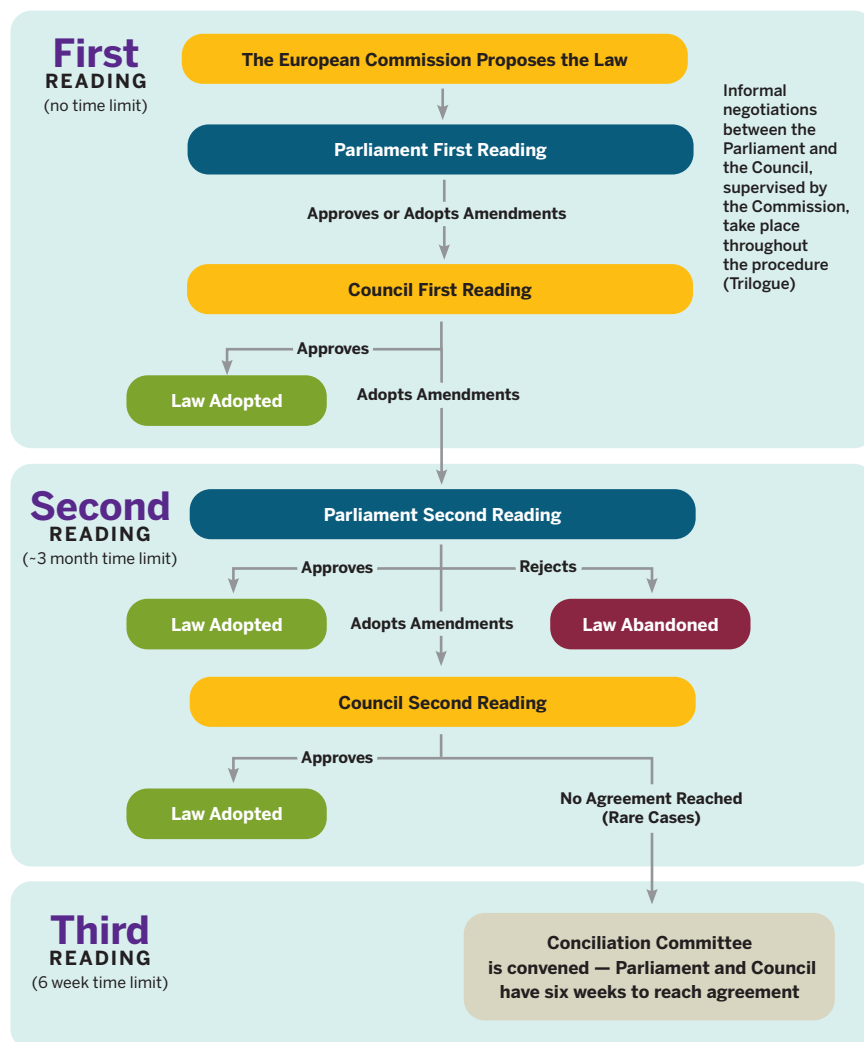 First
READING
(no time limit)
The European Commission Proposes the Law
Informal
negotiations
between the
Parliament and
the Council,
supervised by
the Commission,
take place
throughout
the procedure
(Trilogue)
Parliament First Reading
Approves or Adopts Amendments
Council First Reading
Approves
Law Adopted
Adopts Amendments
Second
READING
(~3 month time limit)
Parliament Second Reading
Approves
Rejects
Law Adopted
Adopts Amendments
Law Abandoned
Council Second Reading
Approves
Law Adopted
No Agreement Reached
(Rare Cases)
Third
READING
(6 week time limit)
Conciliation Committee
is convened — Parliament and Council
have six weeks to reach agreement